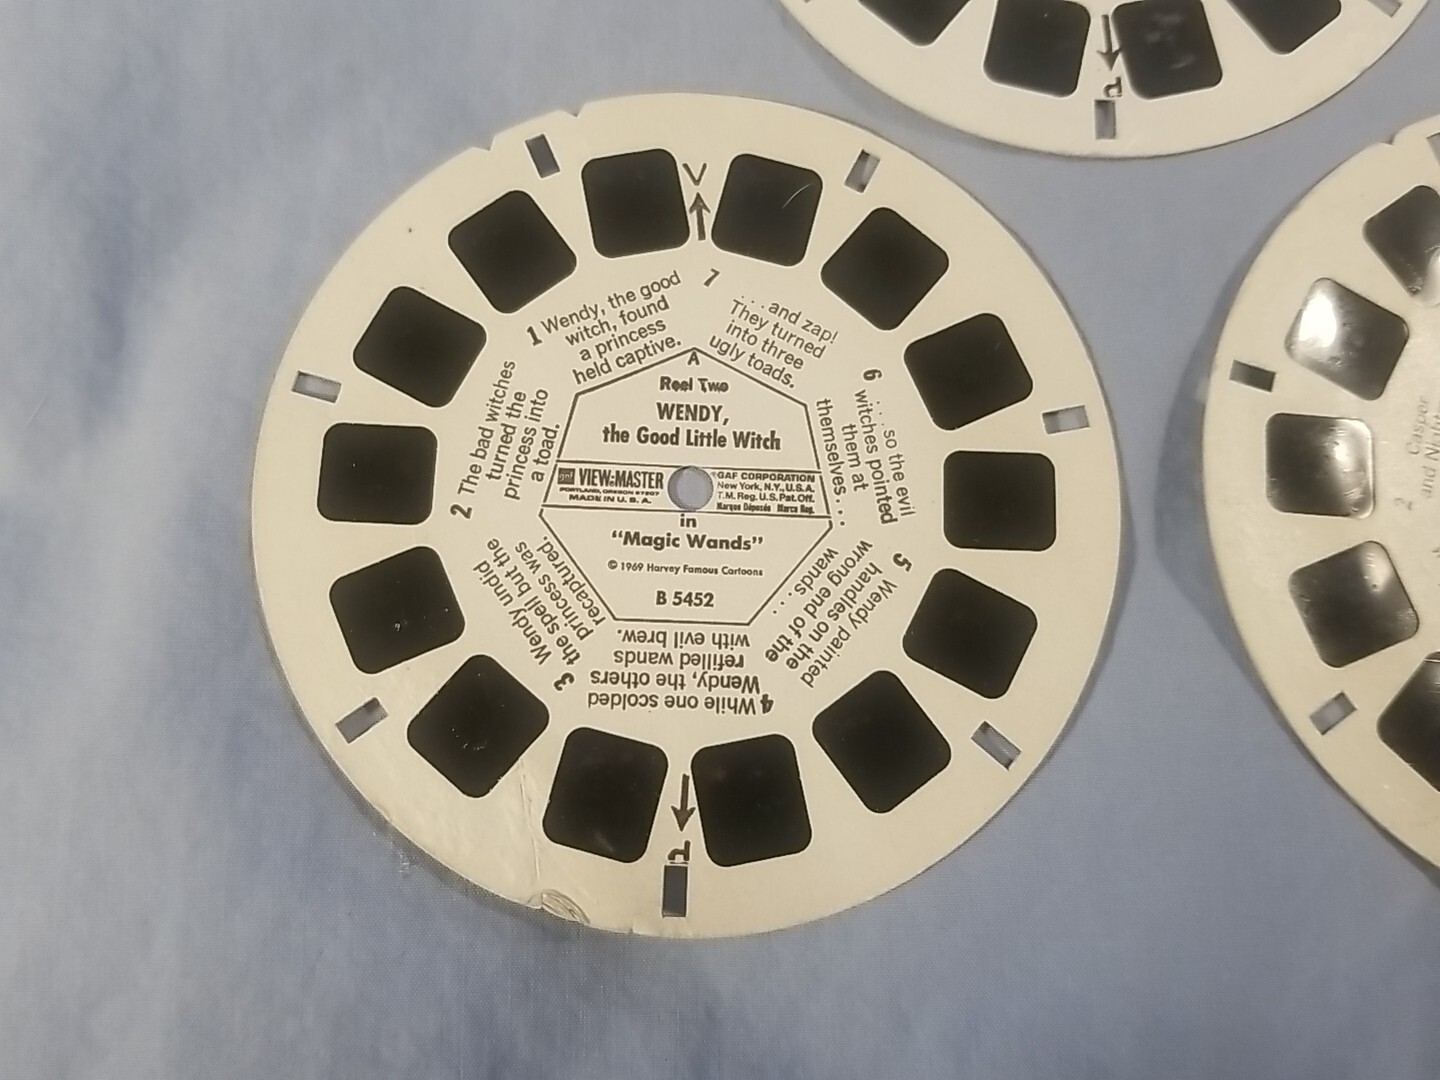 V
1 Wendy, the good
witch, found
a princess
held captive.
2 The bad witches
turned the
princess into
a toad.
3 Wendy undid
the spell but the
princess was
recaptured.
4 While one scolded
Wendy, the others
refilled wands
with evil brew.
5 Wendy painted
handles on the
wrong end of the
wands . . .
6 . . . so the evil
witches pointed
them at
themselves . . .
7 . . . and zap!
They turned
into three
ugly toads.
A
Reel Two
WENDY,
the Good Little Witch
gaf VIEW-MASTER
PORTLAND, OREGON 97207
MADE IN U.S.A.
GAF CORPORATION
New York, N.Y., U.S.A.
T.M. Reg. U.S. Pat. Off.
Marque Déposée Marca Reg.
in
"Magic Wands"
© 1969 Harvey Famous Cartoons
B 5452
P
P
2 Casper